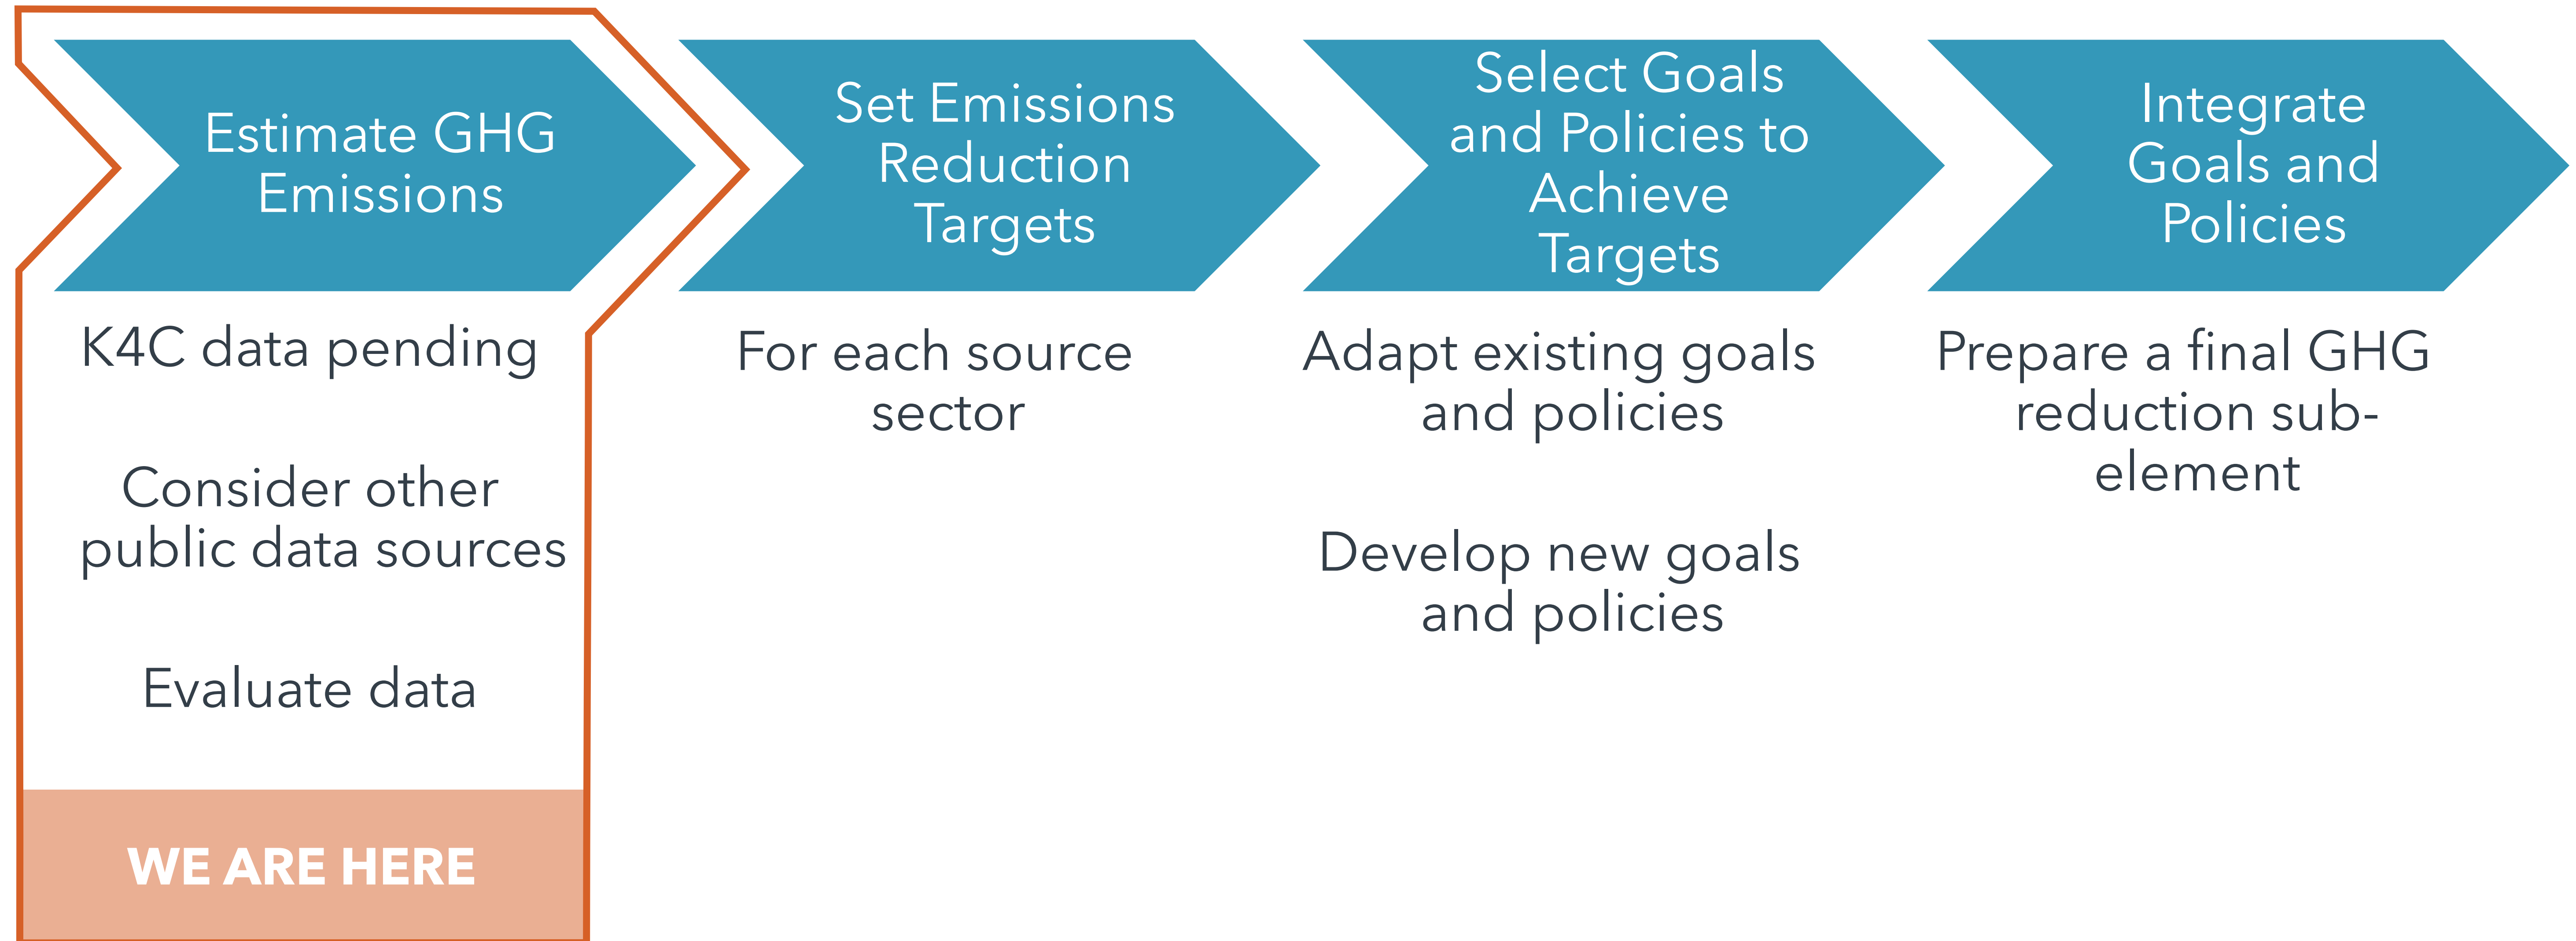 Estimate GHG
Emissions
K4C data pending
Consider other
public data sources
Evaluate data
WE ARE HERE
Set Emissions
Reduction
Targets
For each source
sector
Select Goals
and Policies to
Achieve
Targets
Adapt existing goals
and policies
Develop new goals
and policies
Integrate
Goals and
Policies
Prepare a final GHG
reduction sub-
element